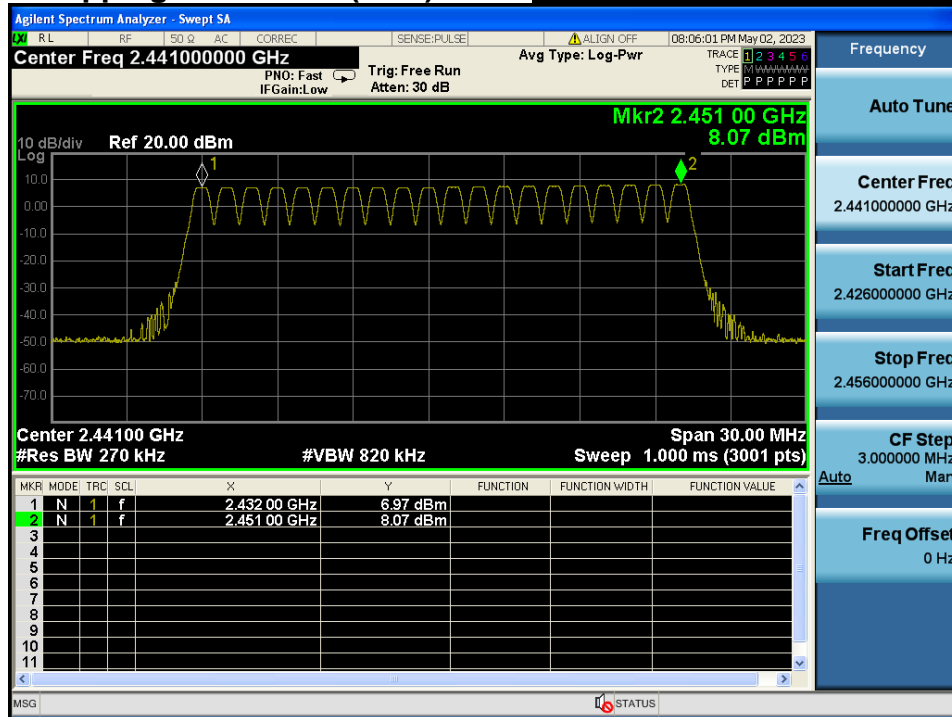 Agilent Spectrum Analyzer - Swept SA
LXI RL RF 50 Ω AC CORREC SENSE:PULSE ALIGN OFF 08:06:01 PM May 02, 2023
Center Freq 2.441000000 GHz
PNO: Fast
IFGain:Low
Trig: Free Run
Atten: 30 dB
Avg Type: Log-Pwr
TRACE 1 2 3 4 5 6
TYPE M
DET P P P P P P
Mkr2 2.451 00 GHz
8.07 dBm
10 dB/div Ref 20.00 dBm
Log
10.0
0.00
-10.0
-20.0
-30.0
-40.0
-50.0
-60.0
-70.0
1
2
Center 2.44100 GHz Span 30.00 MHz
#Res BW 270 kHz #VBW 820 kHz Sweep 1.000 ms (3001 pts)
MKR MODE TRC SCL X Y FUNCTION FUNCTION WIDTH FUNCTION VALUE
1 N 1 f 2.432 00 GHz 6.97 dBm
2 N 1 f 2.451 00 GHz 8.07 dBm
3
4
5
6
7
8
9
10
11
MSG STATUS
Frequency
Auto Tune
Center Freq
2.441000000 GHz
Start Freq
2.426000000 GHz
Stop Freq
2.456000000 GHz
CF Step
3.000000 MHz
Auto Man
Freq Offset
0 Hz